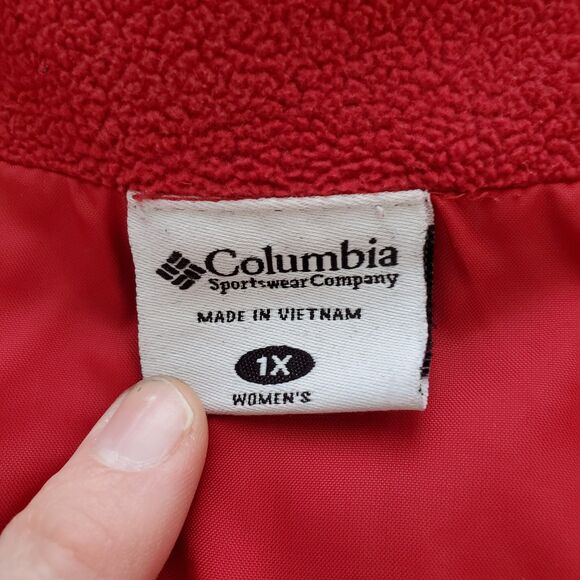 Columbia
Sportswear Company
MADE IN VIETNAM
1X
WOMEN'S